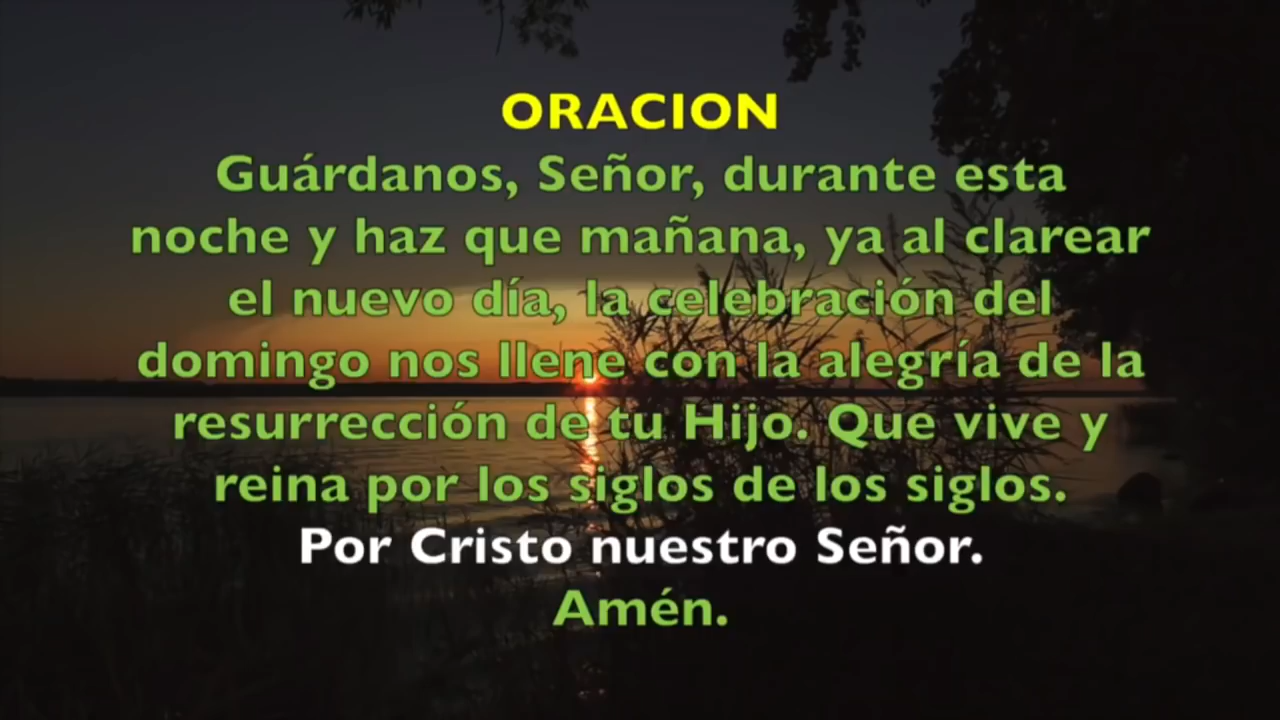 ORACION
Guárdanos, Señor, durante esta
noche y haz que mañana, ya al clarear
el nuevo día, la celebración del
domingo nos llene con la alegría de la
resurrección de tu Hijo. Que vive y
reina por los siglos de los siglos.
Por Cristo nuestro Señor.
Amén.